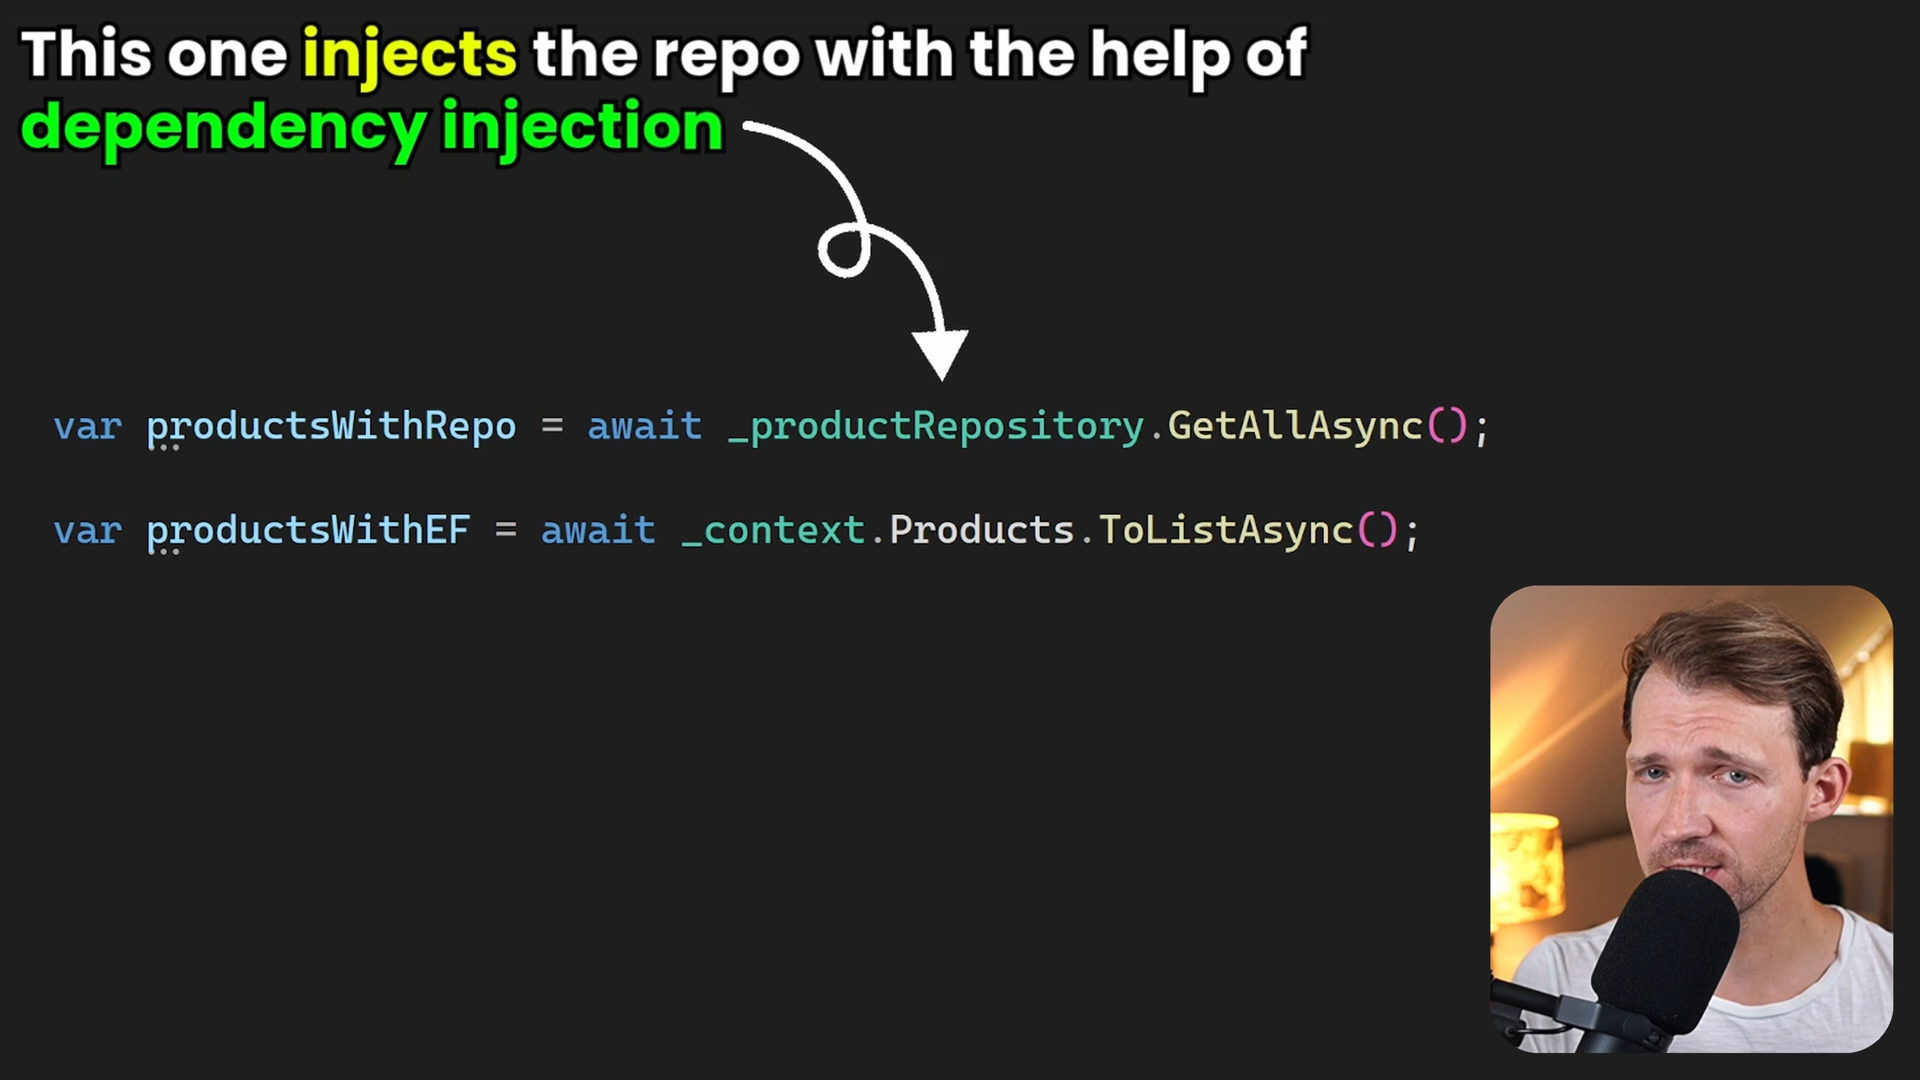 This one injects the repo with the help of
dependency injection
var productsWithRepo = await _productRepository.GetAllAsync();
var productsWithEF = await _context.Products.ToListAsync();